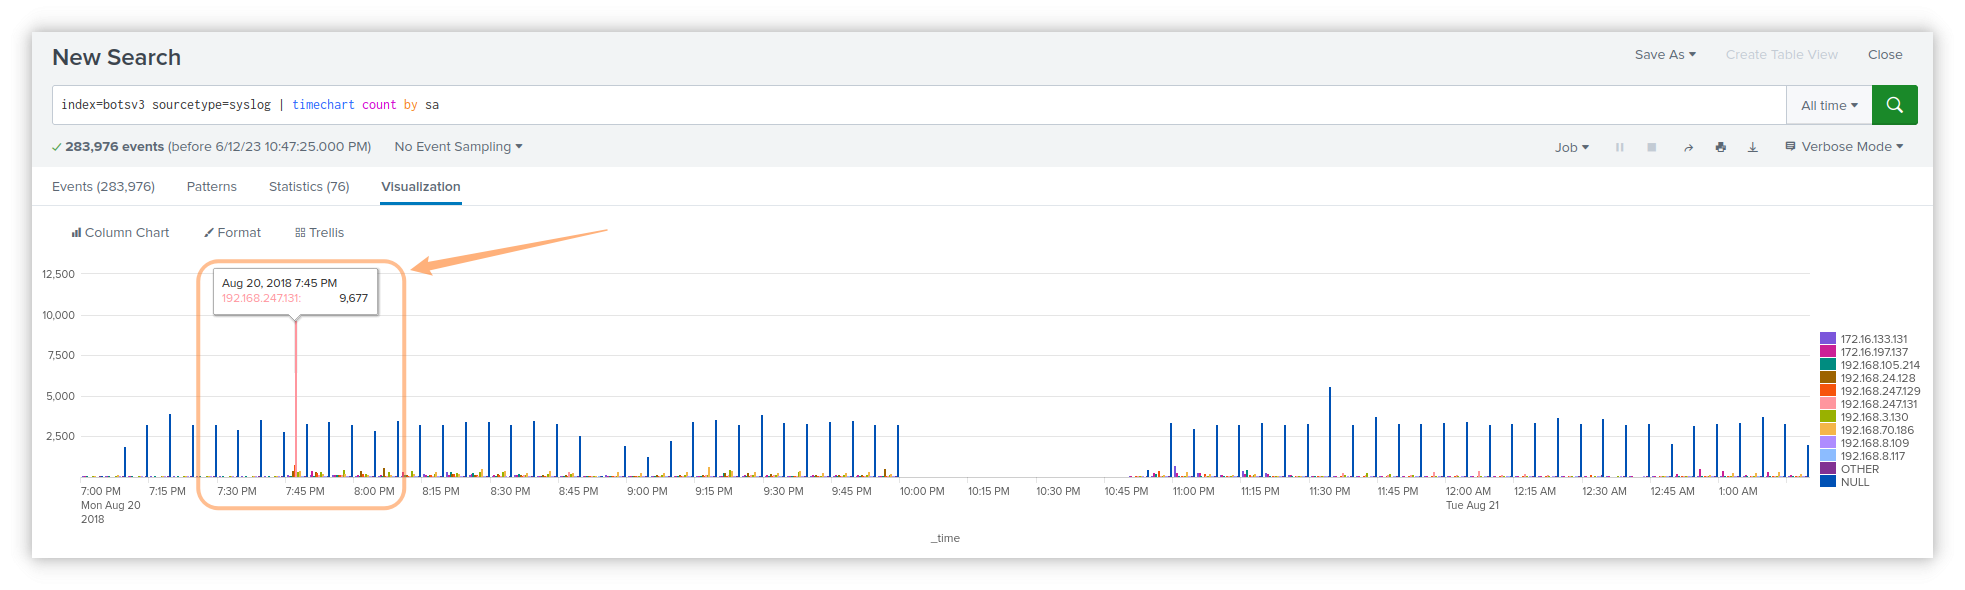 New Search
Save As Create Table View Close
index=botsv3 sourcetype=syslog | timechart count by sa
All time
283,976 events (before 6/12/23 10:47:25.000 PM) No Event Sampling
Job Verbose Mode
Events (283,976) Patterns Statistics (76) Visualization
Column Chart Format Trellis
12,500
10,000
7,500
5,000
2,500
Aug 20, 2018 7:45 PM
192.168.247.131: 9,677
172.16.133.131
172.16.197.137
192.168.105.214
192.168.24.128
192.168.247.129
192.168.247.131
192.168.3.130
192.168.70.186
192.168.8.109
192.168.8.117
OTHER
NULL
7:00 PM 7:15 PM 7:30 PM 7:45 PM 8:00 PM 8:15 PM 8:30 PM 8:45 PM 9:00 PM 9:15 PM 9:30 PM 9:45 PM 10:00 PM 10:15 PM 10:30 PM 10:45 PM 11:00 PM 11:15 PM 11:30 PM 11:45 PM 12:00 AM 12:15 AM 12:30 AM 12:45 AM 1:00 AM
Mon Aug 20 Tue Aug 21
2018
_time